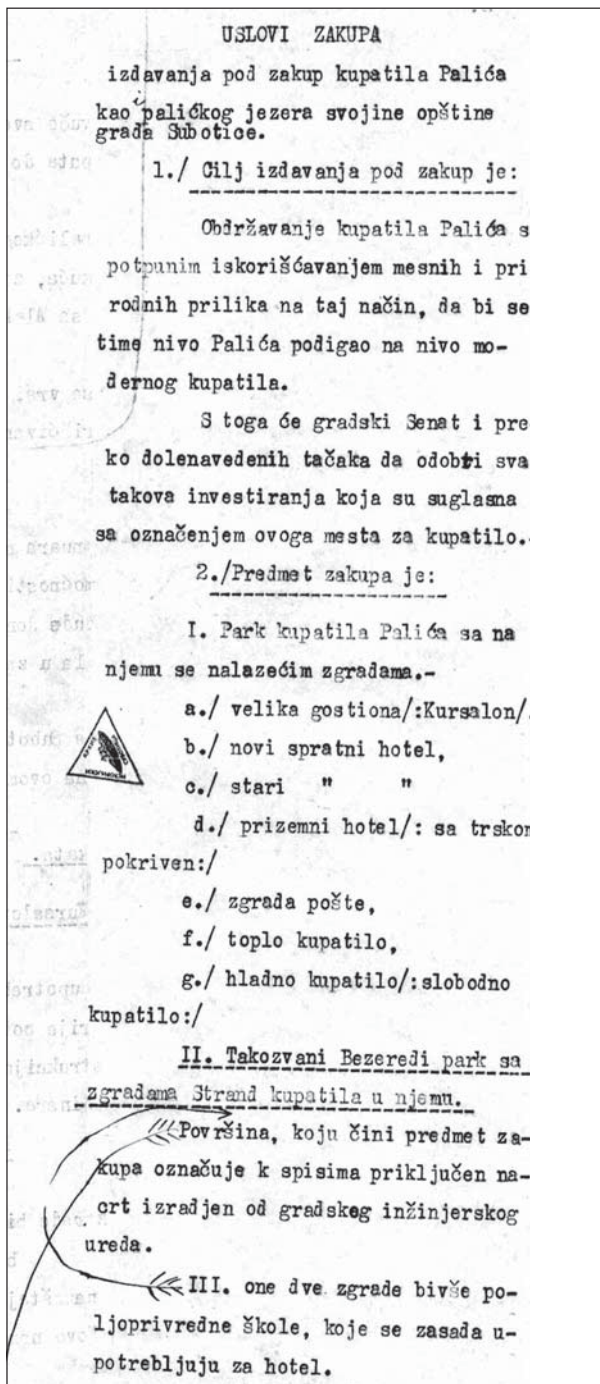 USLOVI ZAKUPA
izdavanja pod zakup kupatila Palića
kao i palićkog jezera svojine opštine
grada Subotice.
1./ Cilj izdavanja pod zakup je:
Obdržavanje kupatila Palića s
potpunim iskorišćavanjem mesnih i pri
rodnih prilika na taj način, da bi se
time nivo Palića podigao na nivo mo-
dernog kupatila.
S toga će gradski Senat i pre
ko dolenavedenih tačaka da odobri sva
takova investiranja koja su suglasna
sa označenjem ovoga mesta za kupatilo.-
2./Predmet zakupa je:
I. Park kupatila Palića sa na
njemu se nalazećim zgradama.-
a./ velika gostiona/:Kursalon/.
b./ novi spratni hotel,
c./ stari " "
d./ prizemni hotel/: sa trskom
pokriven:/
e./ zgrada pošte,
f./ toplo kupatilo,
g./ hladno kupatilo/:slobodno
kupatilo:/
II. Takozvani Bezeredi park sa
zgradama Strand kupatila u njemu.
Površina, koju čini predmet za-
kupa označuje k spisima priključen na-
crt izradjen od gradskog inžinjerskog
ureda.
III. one dve zgrade bivše po-
ljoprivredne škole, koje se zasada u-
potrebljuju za hotel.